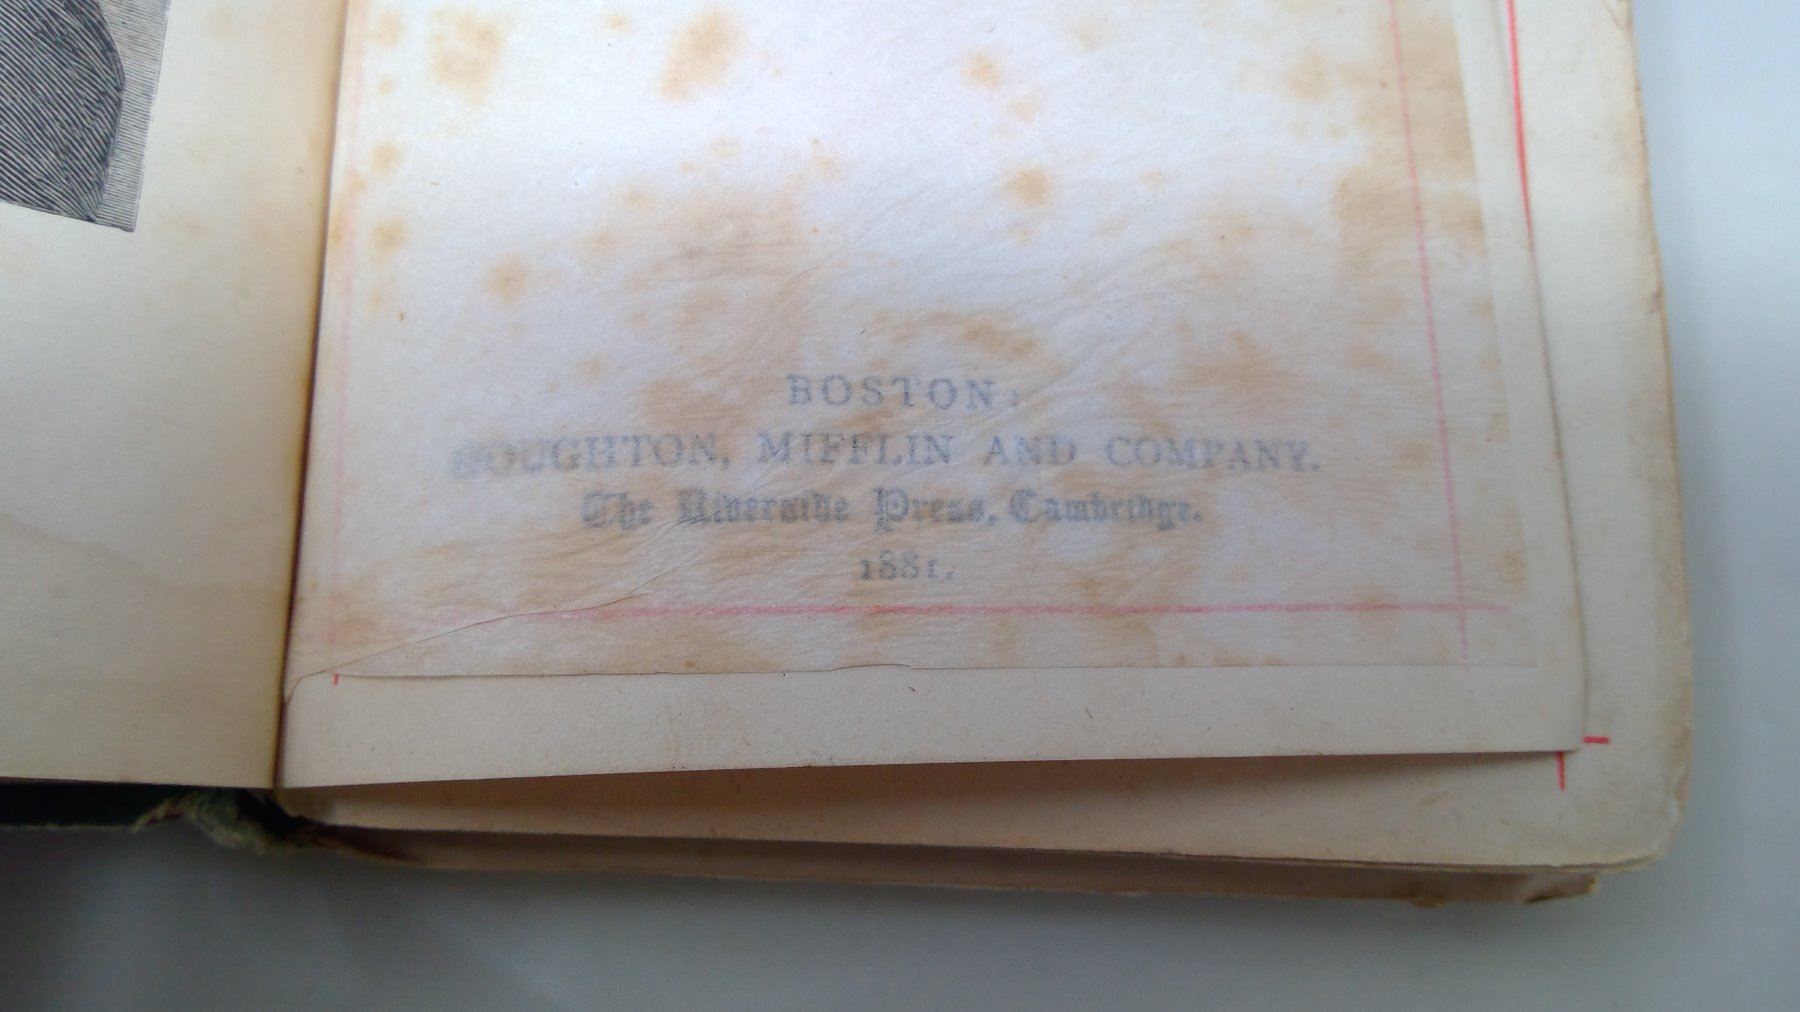 BOSTON:
HOUGHTON, MIFFLIN AND COMPANY.
The Riverside Press, Cambridge.
1881.